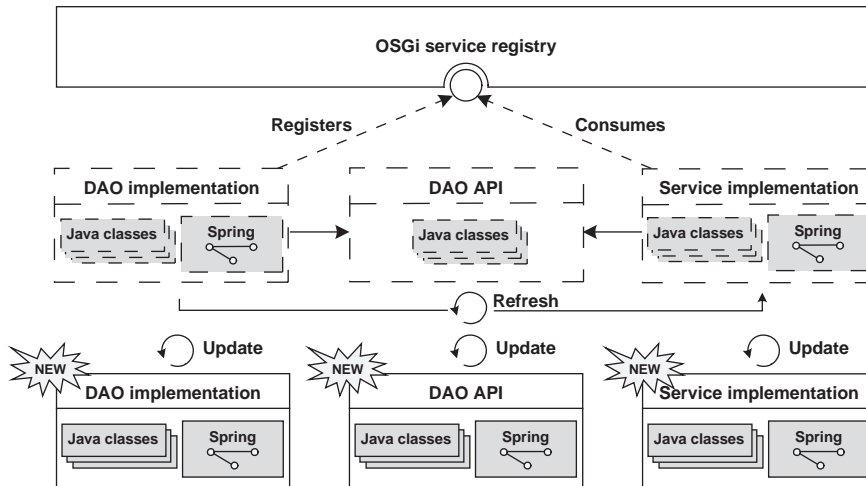 OSGi service registry
Registers
Consumes
DAO implementation
DAO API
Service implementation
Java classes
Spring
Java classes
Java classes
Spring
Refresh
Update
Update
Update
NEW
NEW
NEW
DAO implementation
DAO API
Service implementation
Java classes
Spring
Java classes
Spring
Java classes
Spring